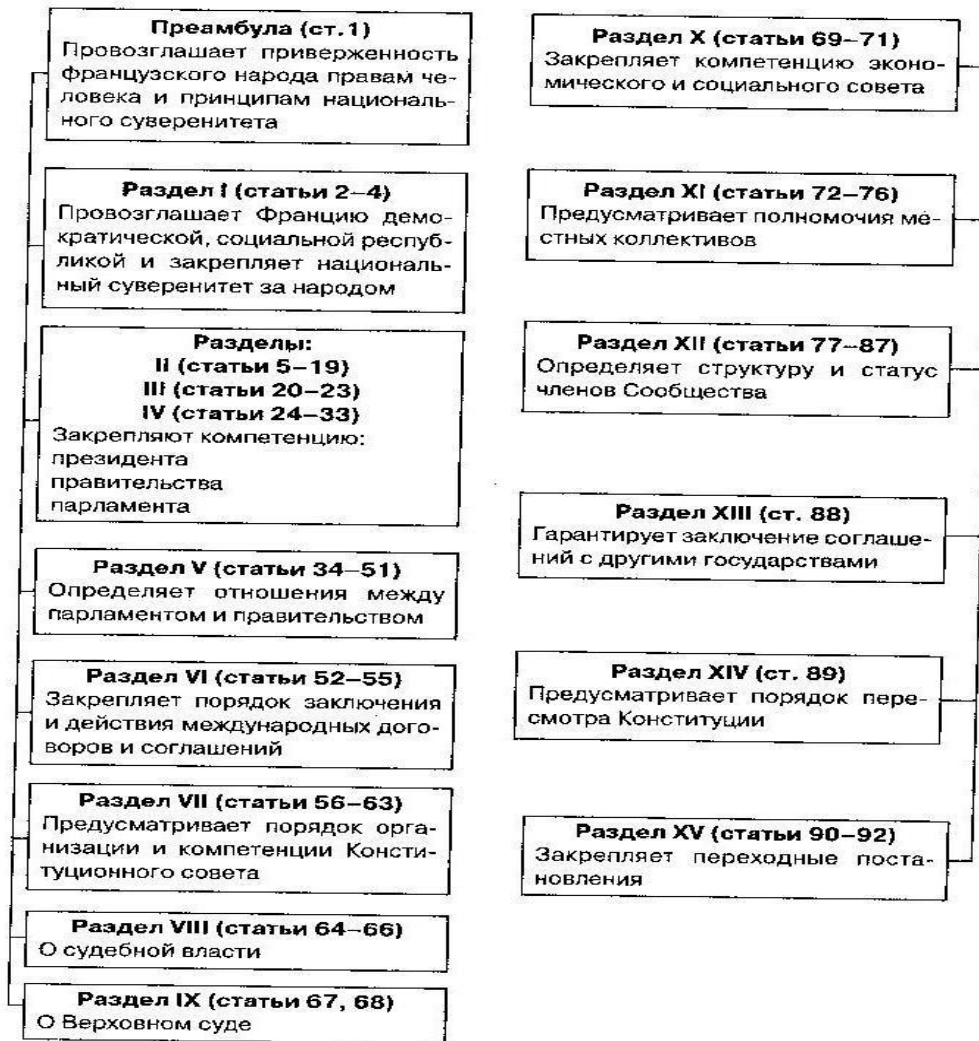 Преамбула (ст.1)
Провозглашает приверженность
французского народа правам че-
ловека и принципам националь-
ного суверенитета
Раздел I (статьи 2–4)
Провозглашает Францию демо-
кратической, социальной респуб-
ликой и закрепляет националь-
ный суверенитет за народом
Разделы:
II (статьи 5–19)
III (статьи 20–23)
IV (статьи 24–33)
Закрепляют компетенцию:
президента
правительства
парламента
Раздел V (статьи 34–51)
Определяет отношения между
парламентом и правительством
Раздел VI (статьи 52–55)
Закрепляет порядок заключения
и действия международных дого-
воров и соглашений
Раздел VII (статьи 56–63)
Предусматривает порядок орга-
низации и компетенции Консти-
туционного совета
Раздел VIII (статьи 64–66)
О судебной власти
Раздел IX (статьи 67, 68)
О Верховном суде
Раздел X (статьи 69–71)
Закрепляет компетенцию эконо-
мического и социального совета
Раздел XI (статьи 72–76)
Предусматривает полномочия ме-
стных коллективов
Раздел XII (статьи 77–87)
Определяет структуру и статус
членов Сообщества
Раздел XIII (ст. 88)
Гарантирует заключение соглаше-
ний с другими государствами
Раздел XIV (ст. 89)
Предусматривает порядок пере-
смотра Конституции
Раздел XV (статьи 90–92)
Закрепляет переходные поста-
новления